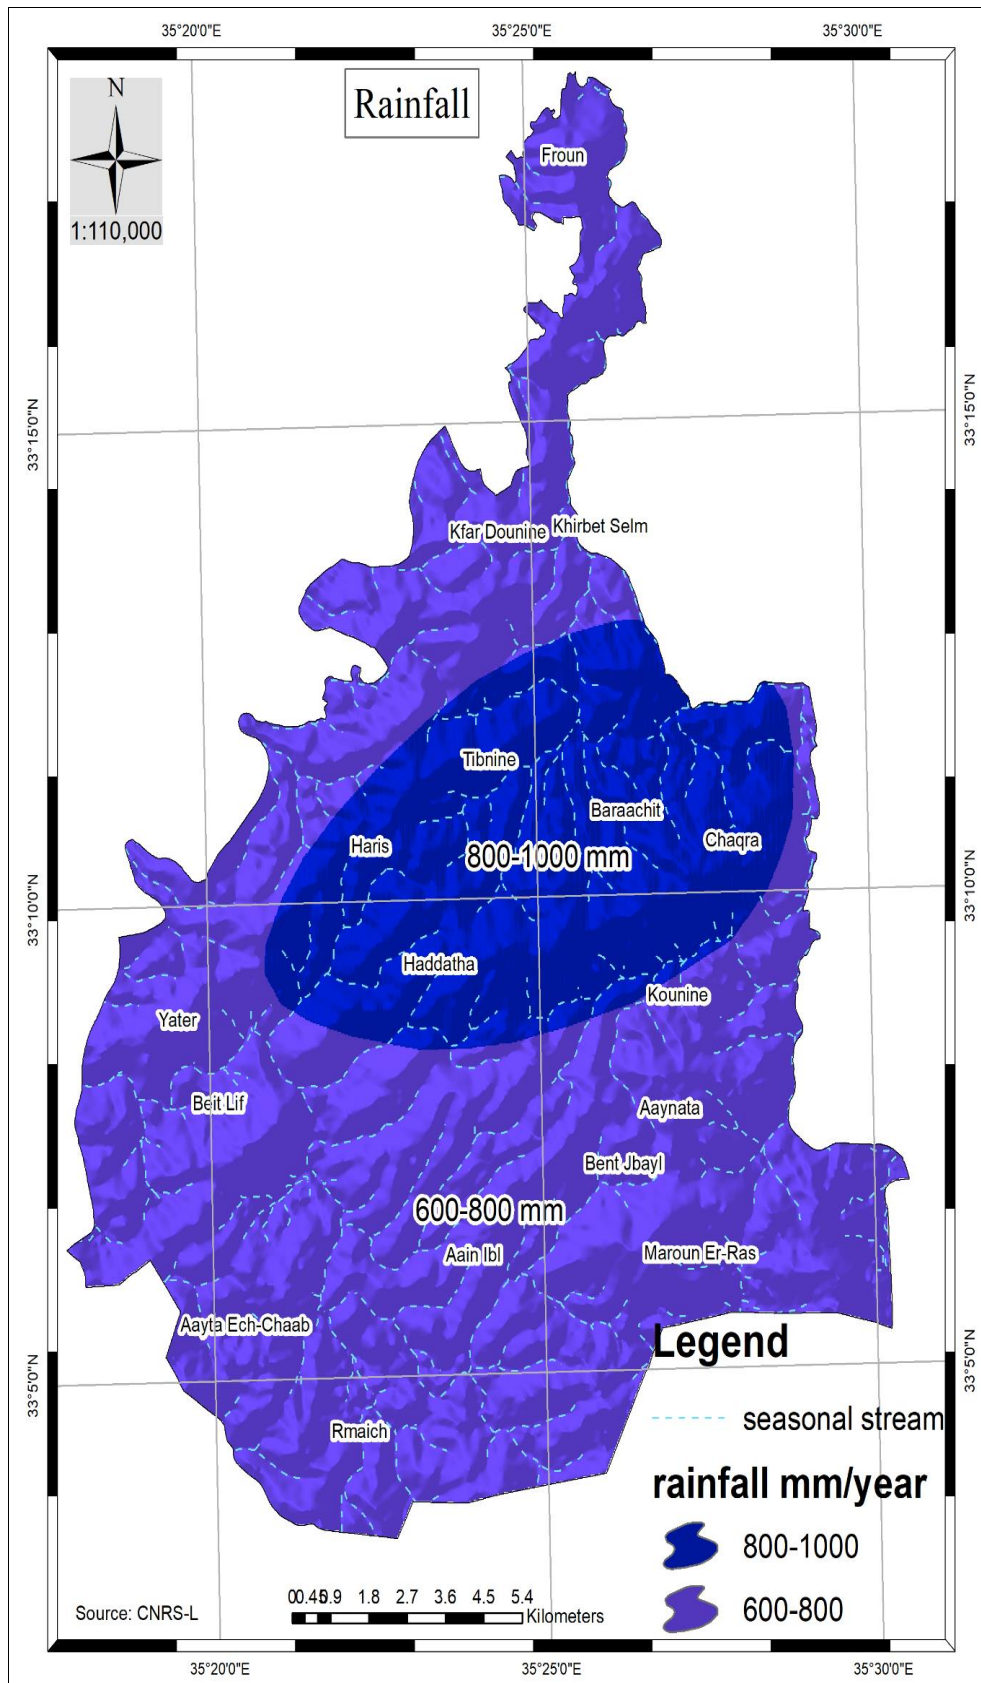 35°20'0"E
35°25'0"E
35°30'0"E
N
1:110,000
Rainfall
Froun
33°15'0"N
33°15'0"N
Kfar Dounine
Khirbet Selm
Tibnine
Baraachit
Haris
800-1000 mm
Chaqra
33°10'0"N
33°10'0"N
Haddatha
Kounine
Yater
Beit Lif
Aaynata
Bent Jbayl
600-800 mm
Aain Ibl
Maroun Er-Ras
Aayta Ech-Chaab
33°5'0"N
33°5'0"N
Rmaich
Legend
seasonal stream
rainfall mm/year
800-1000
600-800
Source: CNRS-L
0 0.45 0.9 1.8 2.7 3.6 4.5 5.4
Kilometers
35°20'0"E
35°25'0"E
35°30'0"E